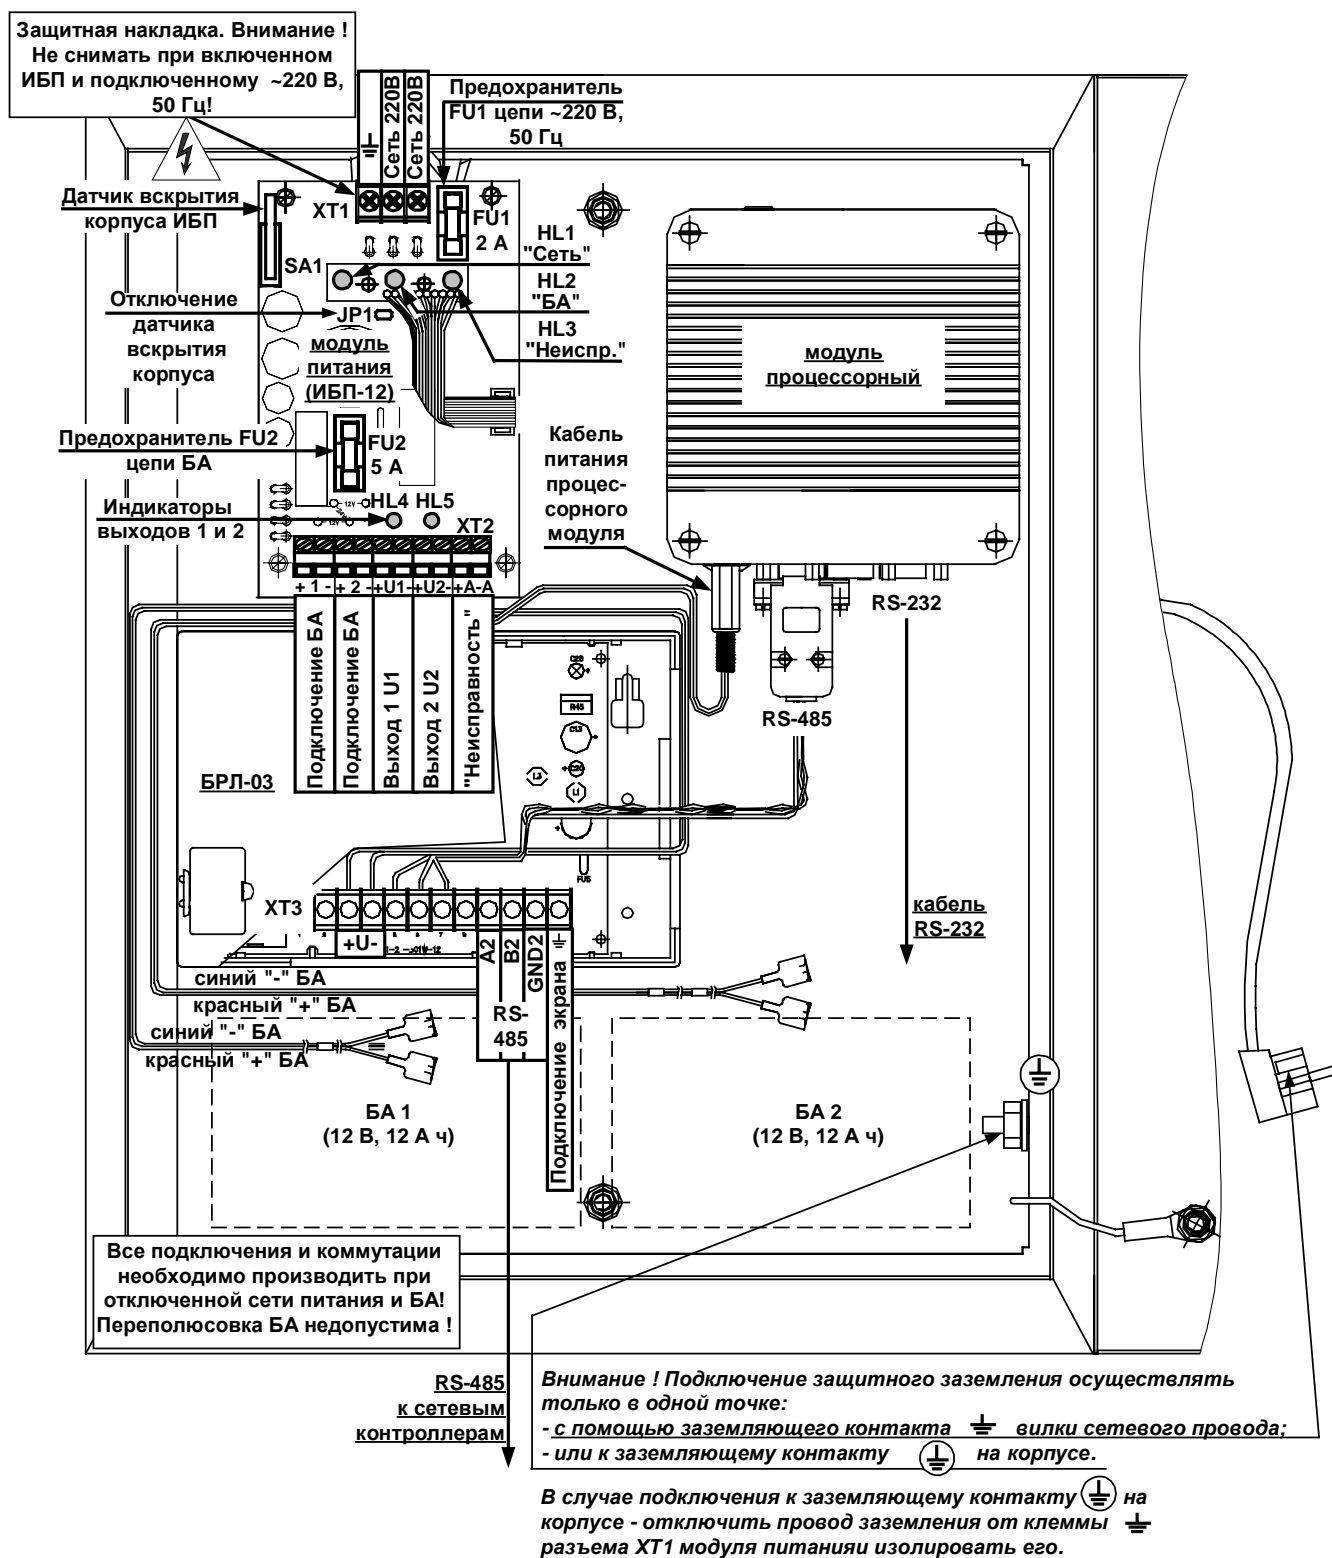 Защитная накладка. Внимание !
Не снимать при включенном
ИБП и подключенному ~220 В,
50 Гц!
Сеть 220В
Сеть 220В
Предохранитель
FU1 цепи ~220 В,
50 Гц
Датчик вскрытия
корпуса ИБП
XT1
FU1
2 А
SA1
HL1
"Сеть"
HL2
"БА"
HL3
"Неиспр."
Отключение
датчика
вскрытия
корпуса
JP1
модуль
питания
(ИБП-12)
модуль
процессорный
Предохранитель FU2
цепи БА
FU2
5 А
Кабель
питания
процес-
сорного
модуля
Индикаторы
выходов 1 и 2
HL4 HL5
12V
12V
XT2
+ 1 - + 2 - +U1- +U2- +A-A
Подключение БА
Подключение БА
Выход 1 U1
Выход 2 U2
"Неисправность"
RS-232
RS-485
R45
C13
L3
L1
FU5
БРЛ-03
XT3
+U-
A2
B2
GND2
RS-
485
Подключение экрана
кабель
RS-232
синий "-" БА
красный "+" БА
синий "-" БА
красный "+" БА
БА 1
(12 В, 12 А ч)
БА 2
(12 В, 12 А ч)
Все подключения и коммутации
необходимо производить при
отключенной сети питания и БА!
Переполюсовка БА недопустима !
RS-485
к сетевым
контроллерам
Внимание ! Подключение защитного заземления осуществлять
только в одной точке:
- с помощью заземляющего контакта вилки сетевого провода;
- или к заземляющему контакту на корпусе.
В случае подключения к заземляющему контакту на
корпусе - отключить провод заземления от клеммы
разъема XT1 модуля питанияи изолировать его.